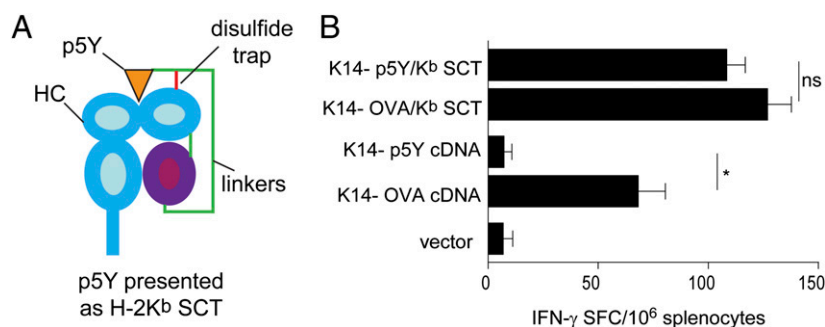 A
p5Y
disulfide
trap
HC
linkers
p5Y presented
as H-2Kᵇ SCT
B
K14- p5Y/Kᵇ SCT
K14- OVA/Kᵇ SCT
K14- p5Y cDNA
K14- OVA cDNA
vector
ns
*
0 50 100 150
IFN-γ SFC/10⁶ splenocytes